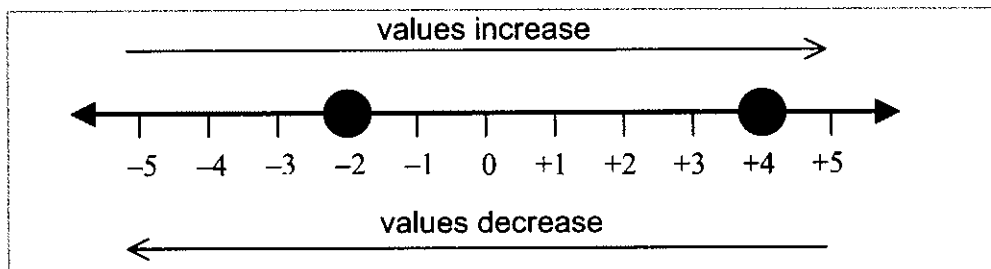 values increase
–5 –4 –3 –2 –1 0 +1 +2 +3 +4 +5
values decrease